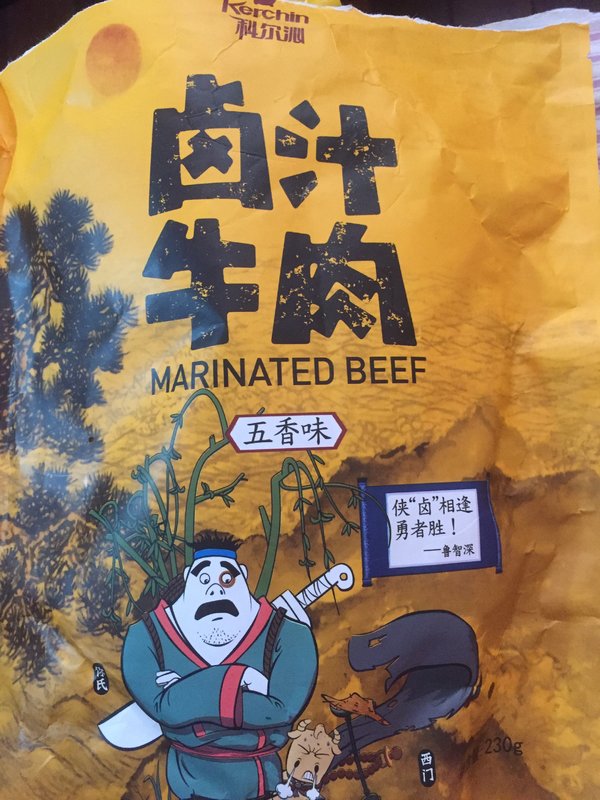 Kerchin
科尔沁
卤汁
牛肉
MARINATED BEEF
五香味
侠“卤”相逢
勇者胜！
——鲁智深
西门
230g